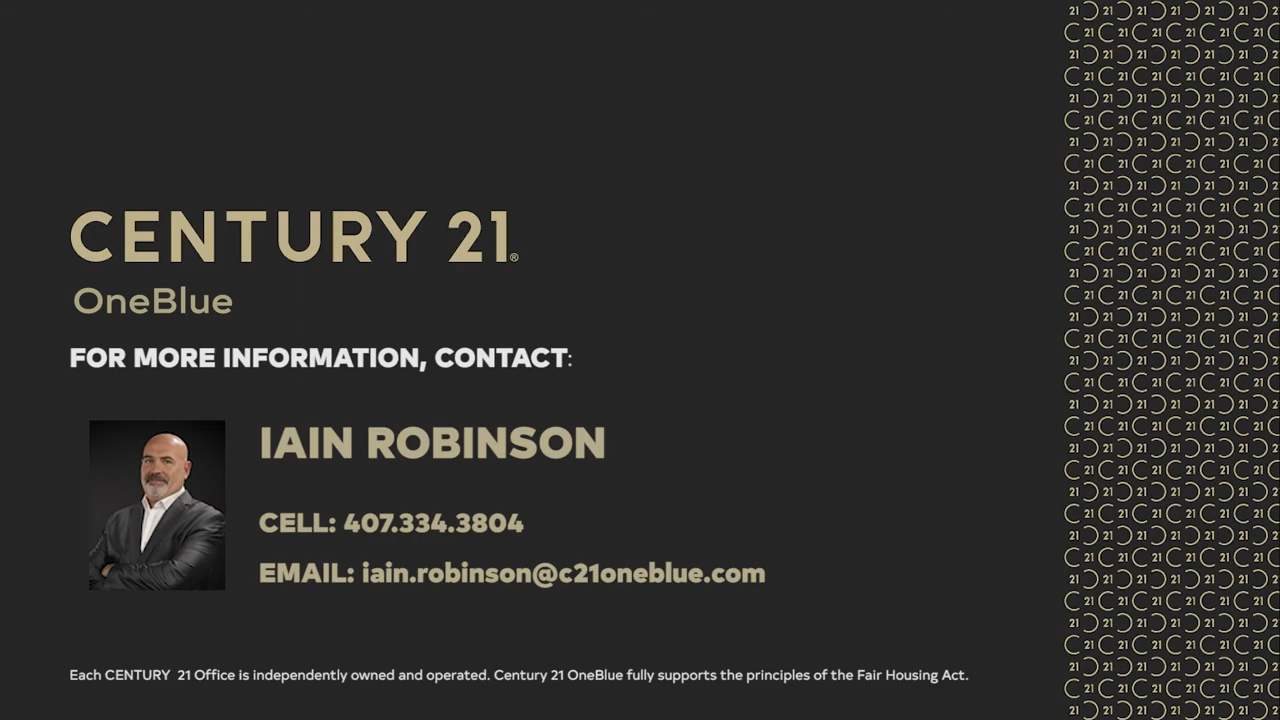 CENTURY 21®
OneBlue
FOR MORE INFORMATION, CONTACT:
IAIN ROBINSON
CELL: 407.334.3804
EMAIL: iain.robinson@c21oneblue.com
Each CENTURY 21 Office is independently owned and operated. Century 21 OneBlue fully supports the principles of the Fair Housing Act.